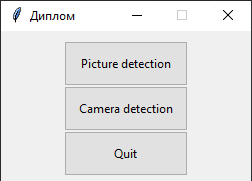 Диплом
Picture detection
Camera detection
Quit